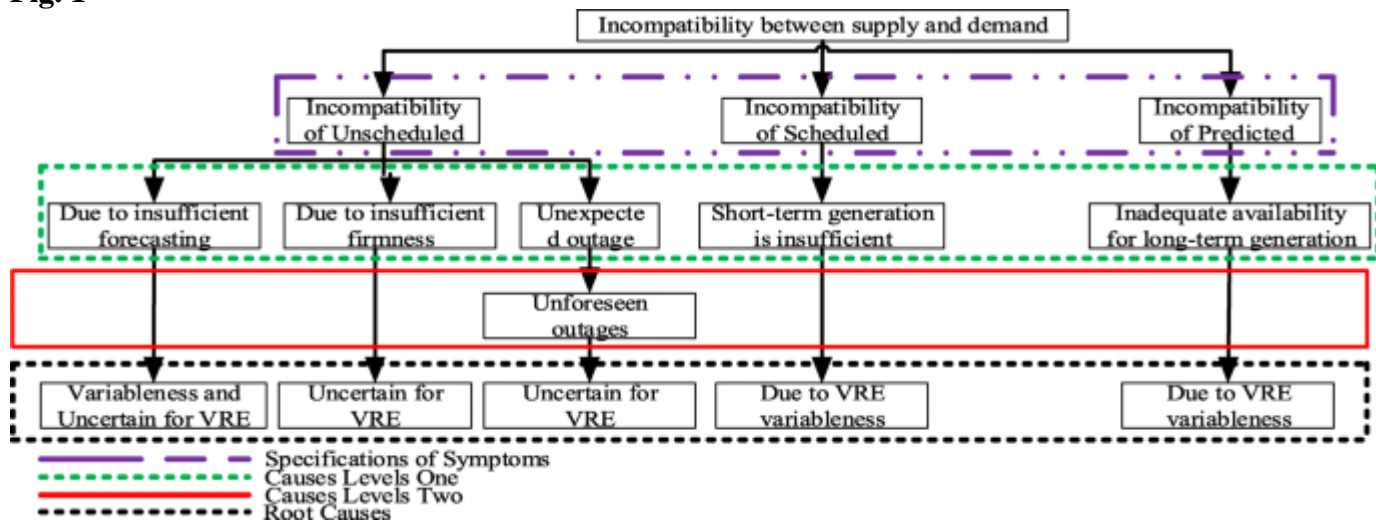 Incompatibility between supply and demand
Incompatibility
of Unscheduled
Incompatibility
of Scheduled
Incompatibility
of Predicted
Due to insufficient
forecasting
Due to insufficient
firmness
Unexpecte
d outage
Short-term generation
is insufficient
Inadequate availability
for long-term generation
Unforeseen
outages
Variableness and
Uncertain for VRE
Uncertain for
VRE
Uncertain for
VRE
Due to VRE
variableness
Due to VRE
variableness
Specifications of Symptoms
Causes Levels One
Causes Levels Two
Root Causes